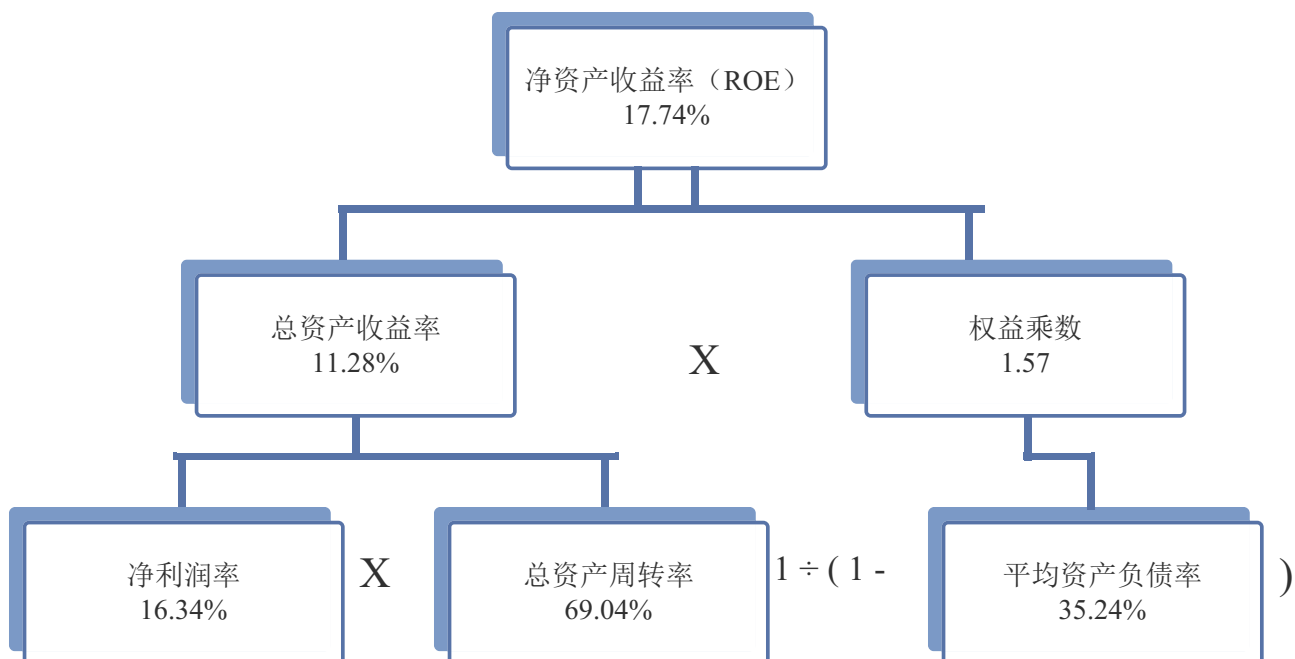 净资产收益率（ROE）
17.74%
总资产收益率
11.28%
X
权益乘数
1.57
净利润率
16.34%
X
总资产周转率
69.04%
1 ÷ ( 1 -
平均资产负债率
35.24%
)